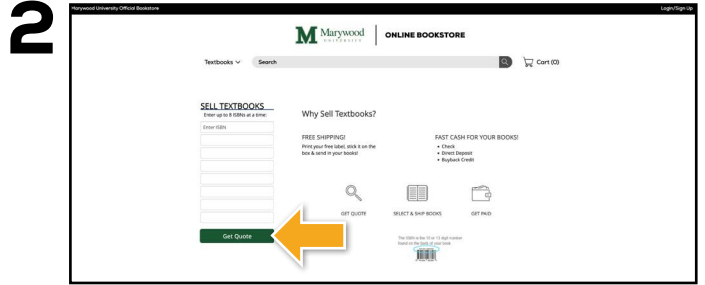 2
Marywood University Official Bookstore
Login/Sign Up
M Marywood
UNIVERSITY
ONLINE BOOKSTORE
Textbooks
Search
Cart (0)
SELL TEXTBOOKS
Enter up to 8 ISBNs at a time:
Enter ISBN
Get Quote
Why Sell Textbooks?
FREE SHIPPING!
Print your free label, stick it on the
box & send in your books!
FAST CASH FOR YOUR BOOKS!
• Check
• Direct Deposit
• Buyback Credit
GET QUOTE
SELECT & SHIP BOOKS
GET PAID
The ISBN is the 10 or 13 digit number
found on the back of your book